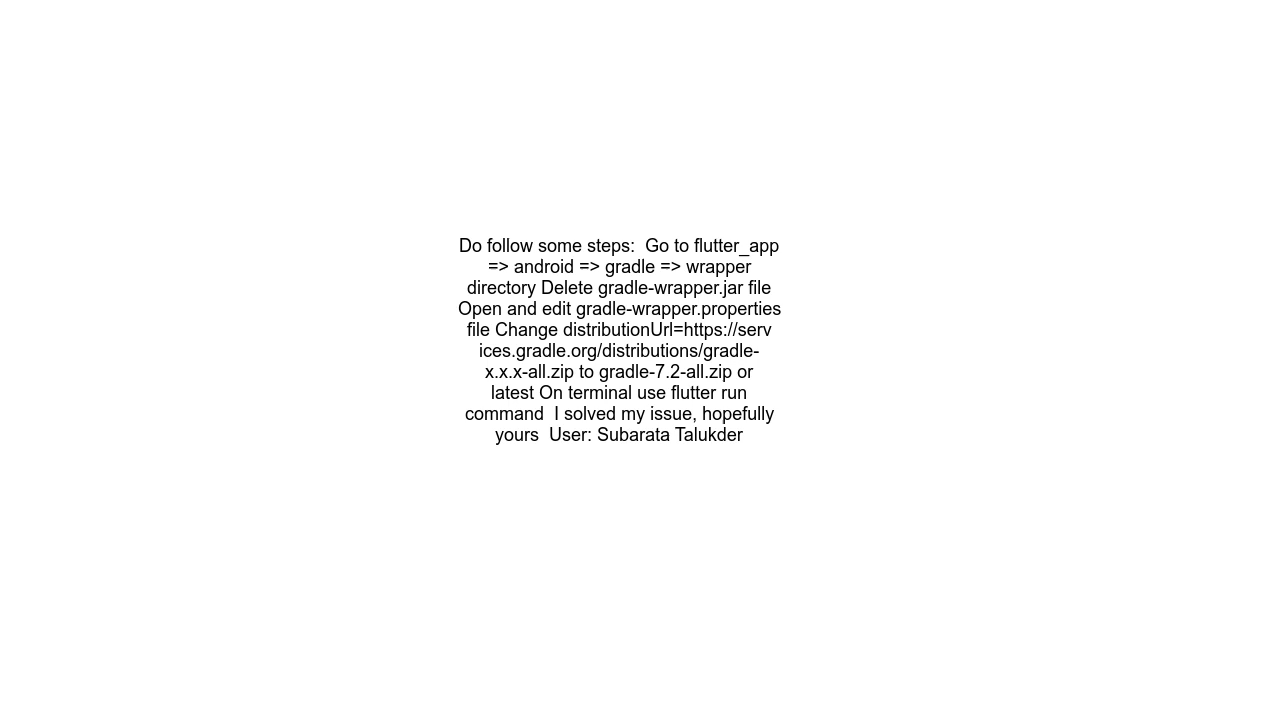 Do follow some steps:  Go to flutter_app
=> android => gradle => wrapper
directory Delete gradle-wrapper.jar file
Open and edit gradle-wrapper.properties
file Change distributionUrl=https://serv
ices.gradle.org/distributions/gradle-
x.x.x-all.zip to gradle-7.2-all.zip or
latest On terminal use flutter run
command  I solved my issue, hopefully
yours  User: Subarata Talukder